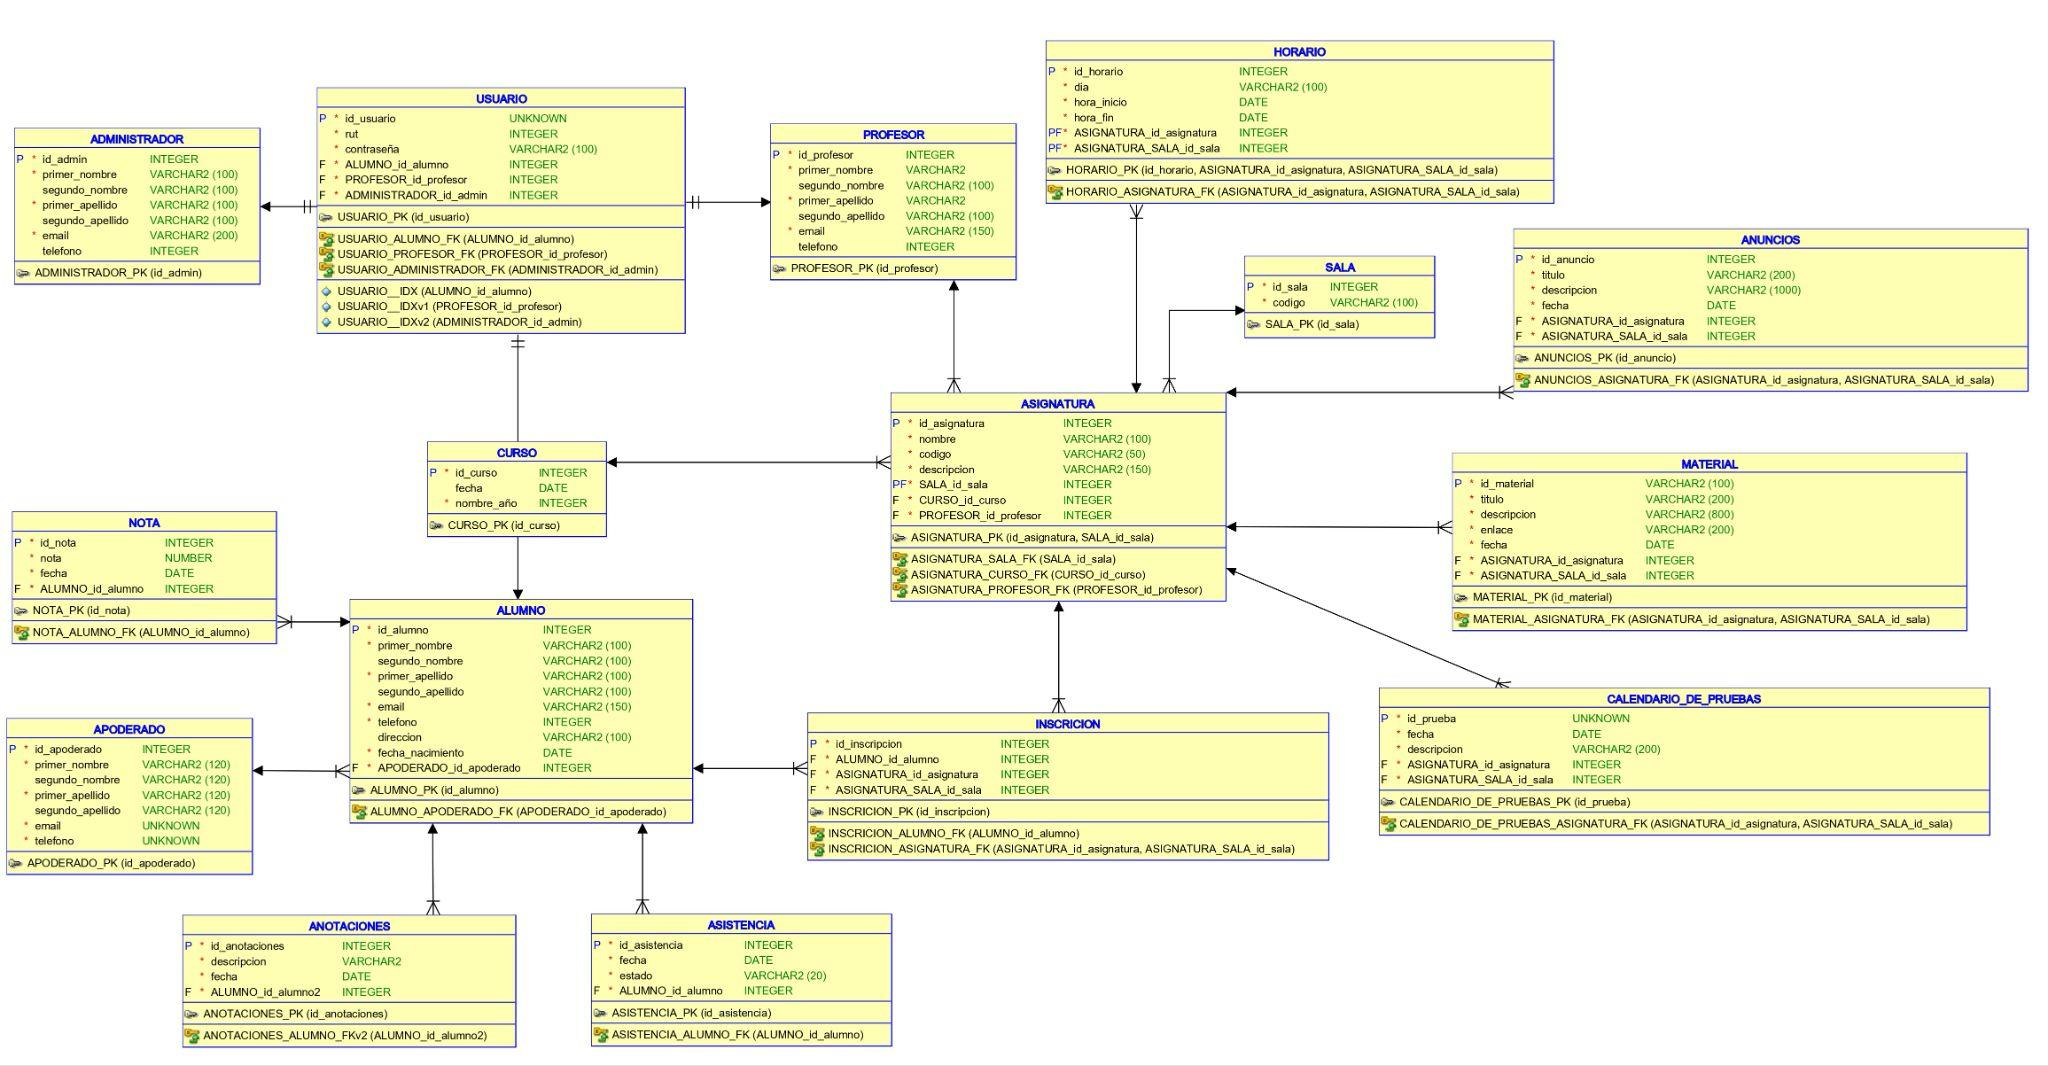 HORARIO
P * id_horario INTEGER
* dia VARCHAR2 (100)
* hora_inicio DATE
* hora_fin DATE
PF* ASIGNATURA_id_asignatura INTEGER
PF* ASIGNATURA_SALA_id_sala INTEGER
HORARIO_PK (id_horario, ASIGNATURA_id_asignatura, ASIGNATURA_SALA_id_sala)
HORARIO_ASIGNATURA_FK (ASIGNATURA_id_asignatura, ASIGNATURA_SALA_id_sala)
USUARIO
P * id_usuario UNKNOWN
* rut INTEGER
* contraseña VARCHAR2 (100)
F * ALUMNO_id_alumno INTEGER
F * PROFESOR_id_profesor INTEGER
F * ADMINISTRADOR_id_admin INTEGER
USUARIO_PK (id_usuario)
USUARIO_ALUMNO_FK (ALUMNO_id_alumno)
USUARIO_PROFESOR_FK (PROFESOR_id_profesor)
USUARIO_ADMINISTRADOR_FK (ADMINISTRADOR_id_admin)
USUARIO__IDX (ALUMNO_id_alumno)
USUARIO__IDXv1 (PROFESOR_id_profesor)
USUARIO__IDXv2 (ADMINISTRADOR_id_admin)
ADMINISTRADOR
P * id_admin INTEGER
* primer_nombre VARCHAR2 (100)
segundo_nombre VARCHAR2 (100)
* primer_apellido VARCHAR2 (100)
segundo_apellido VARCHAR2 (100)
* email VARCHAR2 (200)
telefono INTEGER
ADMINISTRADOR_PK (id_admin)
PROFESOR
P * id_profesor INTEGER
* primer_nombre VARCHAR2
segundo_nombre VARCHAR2 (100)
* primer_apellido VARCHAR2
segundo_apellido VARCHAR2 (100)
* email VARCHAR2 (150)
telefono INTEGER
PROFESOR_PK (id_profesor)
SALA
P * id_sala INTEGER
* codigo VARCHAR2 (100)
SALA_PK (id_sala)
ANUNCIOS
P * id_anuncio INTEGER
* titulo VARCHAR2 (200)
* descripcion VARCHAR2 (1000)
* fecha DATE
F * ASIGNATURA_id_asignatura INTEGER
F * ASIGNATURA_SALA_id_sala INTEGER
ANUNCIOS_PK (id_anuncio)
ANUNCIOS_ASIGNATURA_FK (ASIGNATURA_id_asignatura, ASIGNATURA_SALA_id_sala)
ASIGNATURA
P * id_asignatura INTEGER
* nombre VARCHAR2 (100)
* codigo VARCHAR2 (50)
* descripcion VARCHAR2 (150)
PF* SALA_id_sala INTEGER
F * CURSO_id_curso INTEGER
F * PROFESOR_id_profesor INTEGER
ASIGNATURA_PK (id_asignatura, SALA_id_sala)
ASIGNATURA_SALA_FK (SALA_id_sala)
ASIGNATURA_CURSO_FK (CURSO_id_curso)
ASIGNATURA_PROFESOR_FK (PROFESOR_id_profesor)
CURSO
P * id_curso INTEGER
fecha DATE
* nombre_año INTEGER
CURSO_PK (id_curso)
MATERIAL
P * id_material VARCHAR2 (100)
* titulo VARCHAR2 (200)
* descripcion VARCHAR2 (800)
* enlace VARCHAR2 (200)
* fecha DATE
F * ASIGNATURA_id_asignatura INTEGER
F * ASIGNATURA_SALA_id_sala INTEGER
MATERIAL_PK (id_material)
MATERIAL_ASIGNATURA_FK (ASIGNATURA_id_asignatura, ASIGNATURA_SALA_id_sala)
NOTA
P * id_nota INTEGER
* nota NUMBER
* fecha DATE
F * ALUMNO_id_alumno INTEGER
NOTA_PK (id_nota)
NOTA_ALUMNO_FK (ALUMNO_id_alumno)
ALUMNO
P * id_alumno INTEGER
* primer_nombre VARCHAR2 (100)
segundo_nombre VARCHAR2 (100)
* primer_apellido VARCHAR2 (100)
segundo_apellido VARCHAR2 (100)
* email VARCHAR2 (150)
* telefono INTEGER
direccion VARCHAR2 (100)
* fecha_nacimiento DATE
F * APODERADO_id_apoderado INTEGER
ALUMNO_PK (id_alumno)
ALUMNO_APODERADO_FK (APODERADO_id_apoderado)
CALENDARIO_DE_PRUEBAS
P * id_prueba UNKNOWN
* fecha DATE
* descripcion VARCHAR2 (200)
F * ASIGNATURA_id_asignatura INTEGER
F * ASIGNATURA_SALA_id_sala INTEGER
CALENDARIO_DE_PRUEBAS_PK (id_prueba)
CALENDARIO_DE_PRUEBAS_ASIGNATURA_FK (ASIGNATURA_id_asignatura, ASIGNATURA_SALA_id_sala)
INSCRICION
P * id_inscripcion INTEGER
F * ALUMNO_id_alumno INTEGER
F * ASIGNATURA_id_asignatura INTEGER
F * ASIGNATURA_SALA_id_sala INTEGER
INSCRICION_PK (id_inscripcion)
INSCRICION_ALUMNO_FK (ALUMNO_id_alumno)
INSCRICION_ASIGNATURA_FK (ASIGNATURA_id_asignatura, ASIGNATURA_SALA_id_sala)
APODERADO
P * id_apoderado INTEGER
* primer_nombre VARCHAR2 (120)
segundo_nombre VARCHAR2 (120)
* primer_apellido VARCHAR2 (120)
segundo_apellido VARCHAR2 (120)
* email UNKNOWN
* telefono UNKNOWN
APODERADO_PK (id_apoderado)
ANOTACIONES
P * id_anotaciones INTEGER
* descripcion VARCHAR2
* fecha DATE
F * ALUMNO_id_alumno2 INTEGER
ANOTACIONES_PK (id_anotaciones)
ANOTACIONES_ALUMNO_FKv2 (ALUMNO_id_alumno2)
ASISTENCIA
P * id_asistencia INTEGER
* fecha DATE
* estado VARCHAR2 (20)
F * ALUMNO_id_alumno INTEGER
ASISTENCIA_PK (id_asistencia)
ASISTENCIA_ALUMNO_FK (ALUMNO_id_alumno)